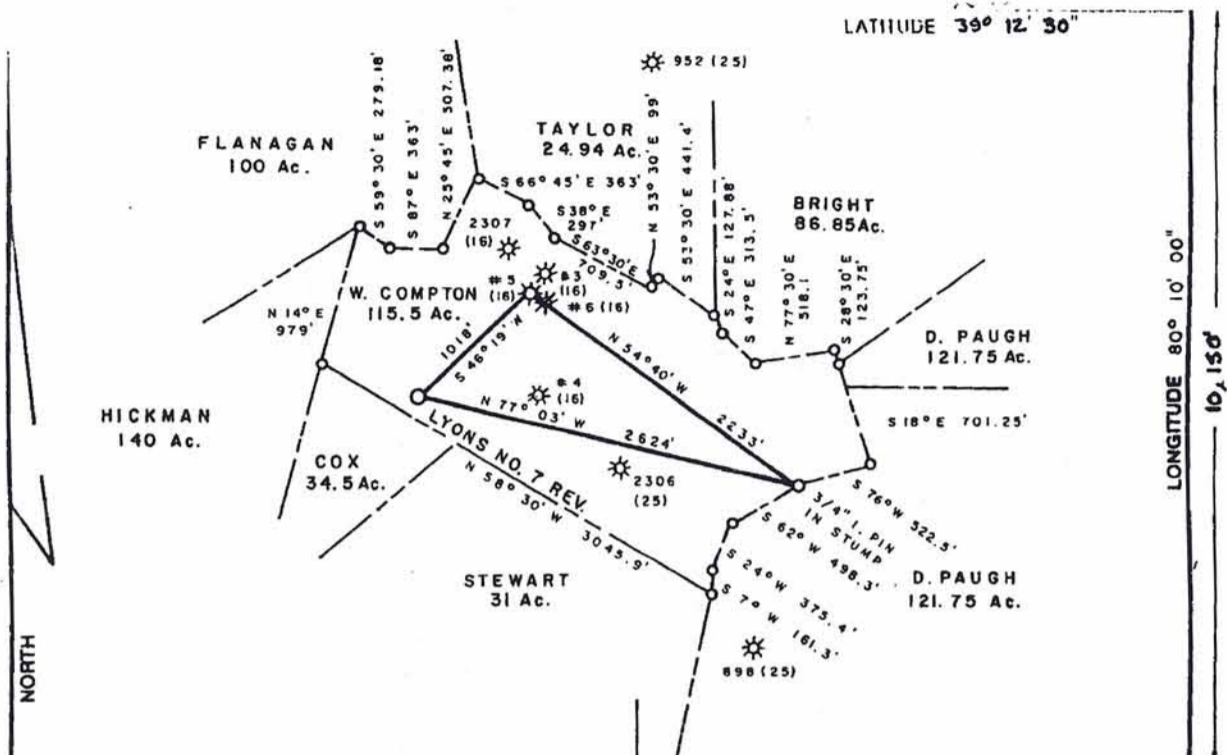 LATITUDE 39° 12' 30"
952 (25)
FLANAGAN
100 Ac.
S 59° 30' E 279.18'
S 87° E 363'
N 25° 45' E 307.38'
TAYLOR
24.94 Ac.
S 66° 45' E 363'
S 38° E
297'
S 63° 30' E
709.5'
N 53° 30' E 99'
S 53° 30' E 441.4'
S 24° E 127.88'
S 47° E 313.5'
N 77° 30' E
518.1
S 28° 30' E
123.75'
BRIGHT
86.85 Ac.
LONGITUDE 80° 10' 00"
10,150'
2307
(16)
#5
(16)
#3
(16)
#6 (16)
W. COMPTON
115.5 Ac.
N 14° E
979'
1018'
S 46° 19' W
N 54° 40' W
2233'
#4
(16)
N 77° 03' W
2624'
D. PAUGH
121.75 Ac.
S 18° E 701.25'
HICKMAN
140 Ac.
COX
34.5 Ac.
LYONS NO. 7 REV.
N 58° 30' W 3045.9'
2306
(25)
3/4" I. PIN
IN STUMP
S 76° W 522.5'
S 62° W 498.3'
S 24° W 375.4'
S 7° W 161.3'
STEWART
31 Ac.
D. PAUGH
121.75 Ac.
898 (25)
NORTH